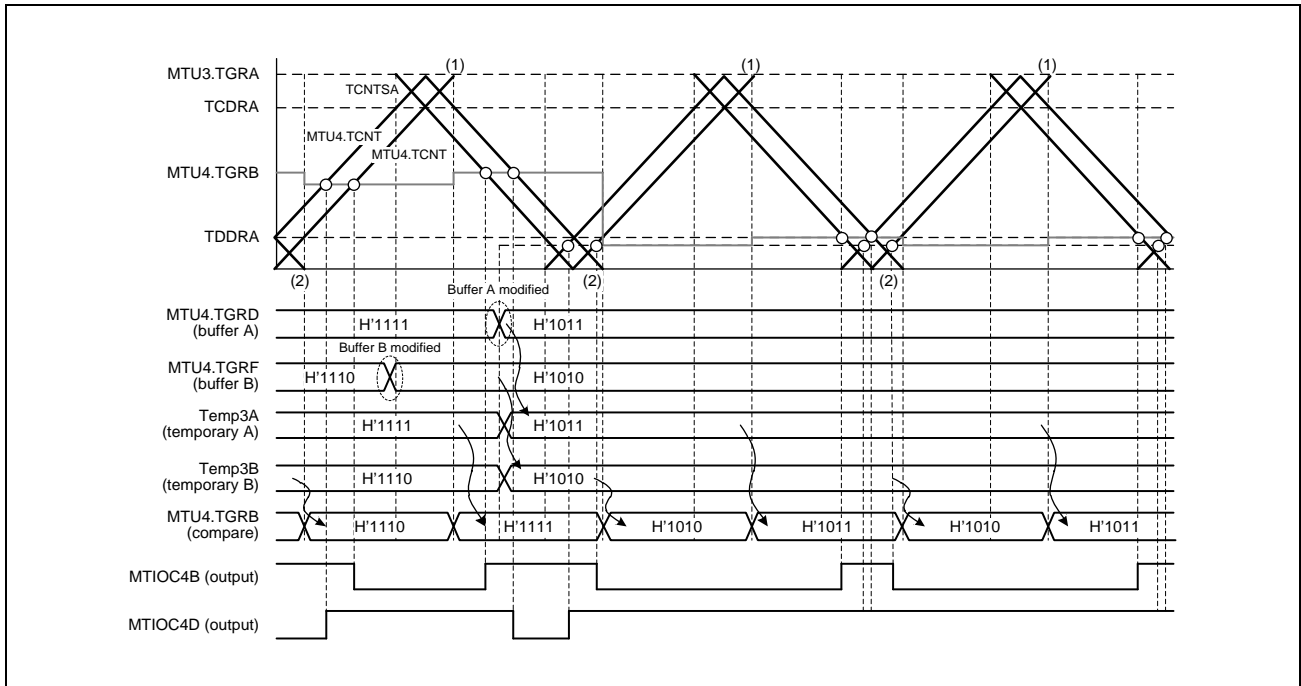 MTU3.TGRA
(1)
(1)
(1)
TCNTSA
TCDRA
MTU4.TCNT
MTU4.TCNT
MTU4.TGRB
TDDRA
(2)
(2)
(2)
Buffer A modified
MTU4.TGRD
(buffer A)
H'1111
H'1011
Buffer B modified
MTU4.TGRF
(buffer B)
H'1110
H'1010
Temp3A
(temporary A)
H'1111
H'1011
Temp3B
(temporary B)
H'1110
H'1010
MTU4.TGRB
(compare)
H'1110
H'1111
H'1010
H'1011
H'1010
H'1011
MTIOC4B (output)
MTIOC4D (output)